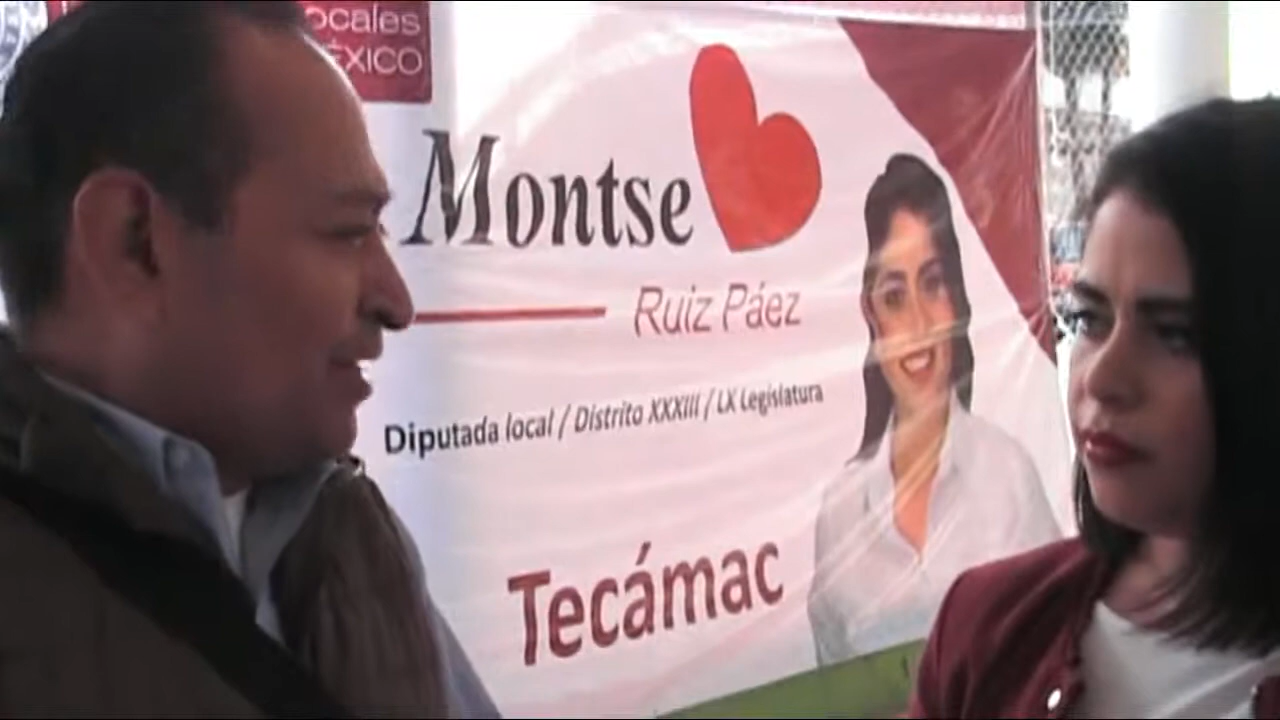 ocales
ÉXICO
Montse
Ruiz Páez
Diputada local / Distrito XXXIII / LX Legislatura
Tecámac